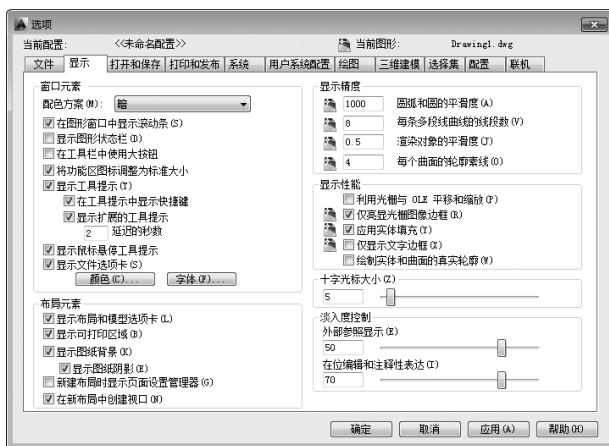 选项
当前配置: <<未命名配置>> 当前图形: Drawing1.dwg
文件 显示 打开和保存 打印和发布 系统 用户系统配置 绘图 三维建模 选择集 配置 联机
窗口元素
配色方案(M): 暗
在图形窗口中显示滚动条(S)
显示图形状态栏(D)
在工具栏中使用大按钮
将功能区图标调整为标准大小
显示工具提示(T)
在工具提示中显示快捷键
显示扩展的工具提示
2 延迟的秒数
显示鼠标悬停工具提示
显示文件选项卡(S)
颜色(C)... 字体(F)...
布局元素
显示布局和模型选项卡(L)
显示可打印区域(B)
显示图纸背景(K)
显示图纸阴影(E)
新建布局时显示页面设置管理器(G)
在新布局中创建视口(N)
显示精度
1000 圆弧和圆的平滑度(A)
8 每条多段线曲线的线段数(V)
0.5 渲染对象的平滑度(J)
4 每个曲面的轮廓素线(O)
显示性能
利用光栅与 OLE 平移和缩放(P)
仅亮显光栅图像边框(R)
应用实体填充(Y)
仅显示文字边框(X)
绘制实体和曲面的真实轮廓(W)
十字光标大小(Z)
5
淡入度控制
外部参照显示(E)
50
在位编辑和注释性表达(I)
70
确定 取消 应用(A) 帮助(H)